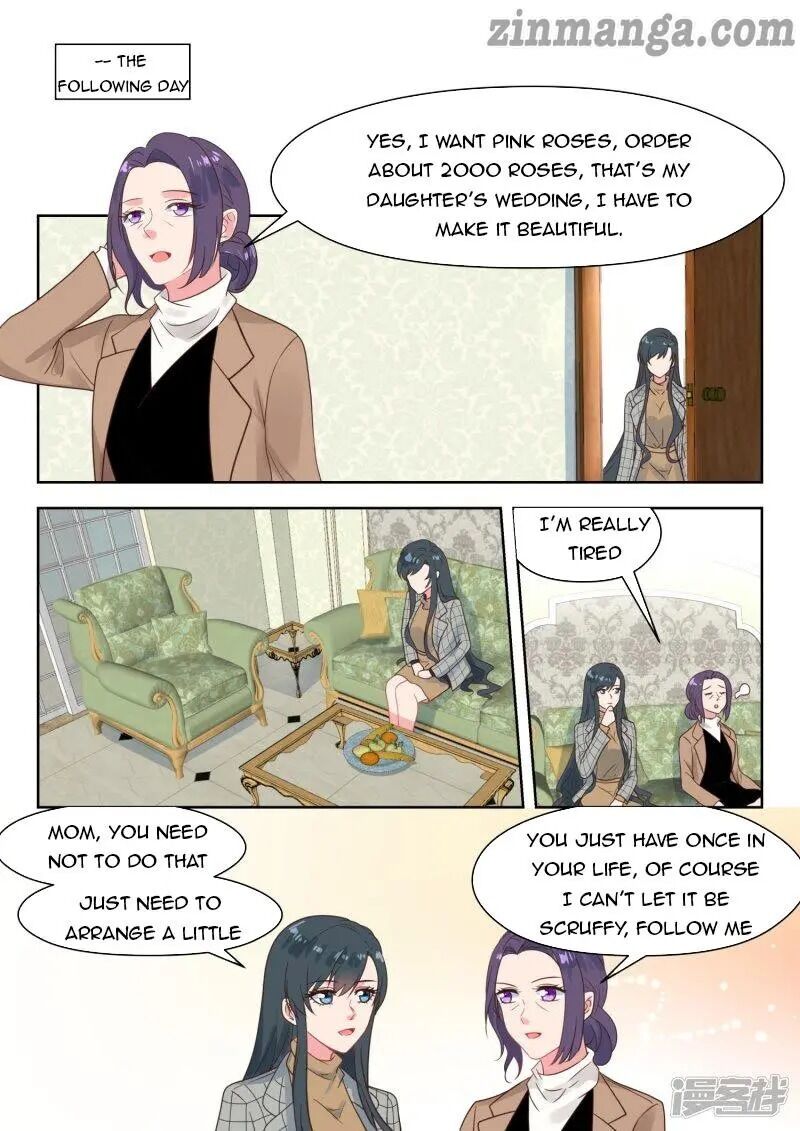 zinmanga.com
-- THE
FOLLOWING DAY
YES, I WANT PINK ROSES, ORDER
ABOUT 2000 ROSES, THAT'S MY
DAUGHTER'S WEDDING, I HAVE TO
MAKE IT BEAUTIFUL.
I'M REALLY
TIRED
MOM, YOU NEED
NOT TO DO THAT
JUST NEED TO
ARRANGE A LITTLE
YOU JUST HAVE ONCE IN
YOUR LIFE, OF COURSE
I CAN'T LET IT BE
SCRUFFY, FOLLOW ME
漫客栈